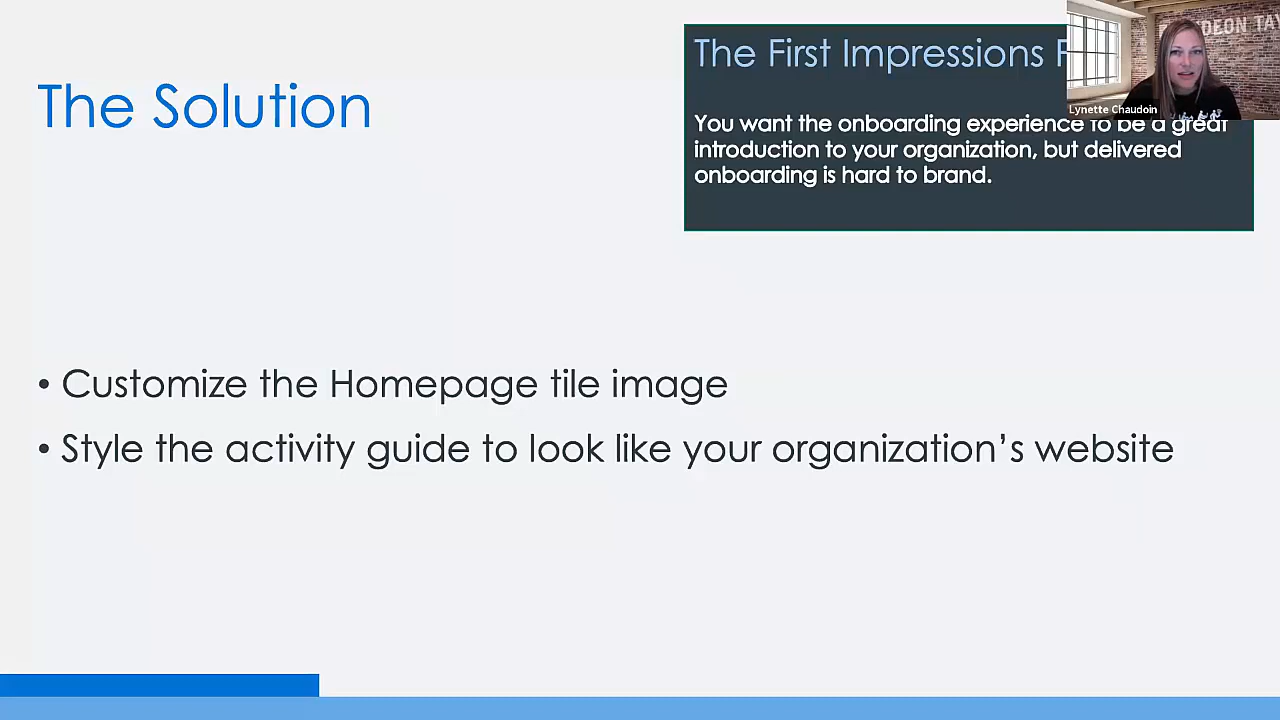 The First Impressions
DEON TAY
Lynette Chaudoin
The Solution
You want the onboarding experience to be a great
introduction to your organization, but delivered
onboarding is hard to brand.
• Customize the Homepage tile image
• Style the activity guide to look like your organization’s website